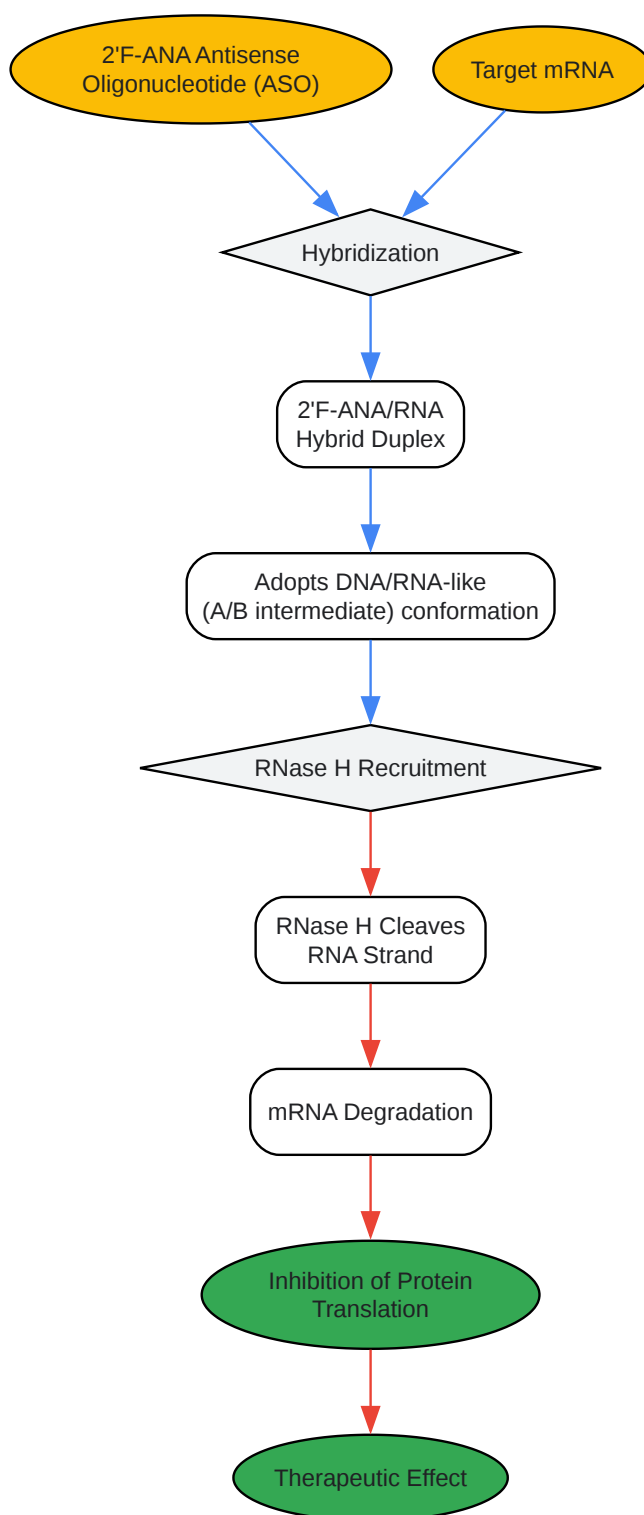 2'F-ANA Antisense
Oligonucleotide (ASO)
Target mRNA
Hybridization
2'F-ANA/RNA
Hybrid Duplex
Adopts DNA/RNA-like
(A/B intermediate) conformation
RNase H Recruitment
RNase H Cleaves
RNA Strand
mRNA Degradation
Inhibition of Protein
Translation
Therapeutic Effect